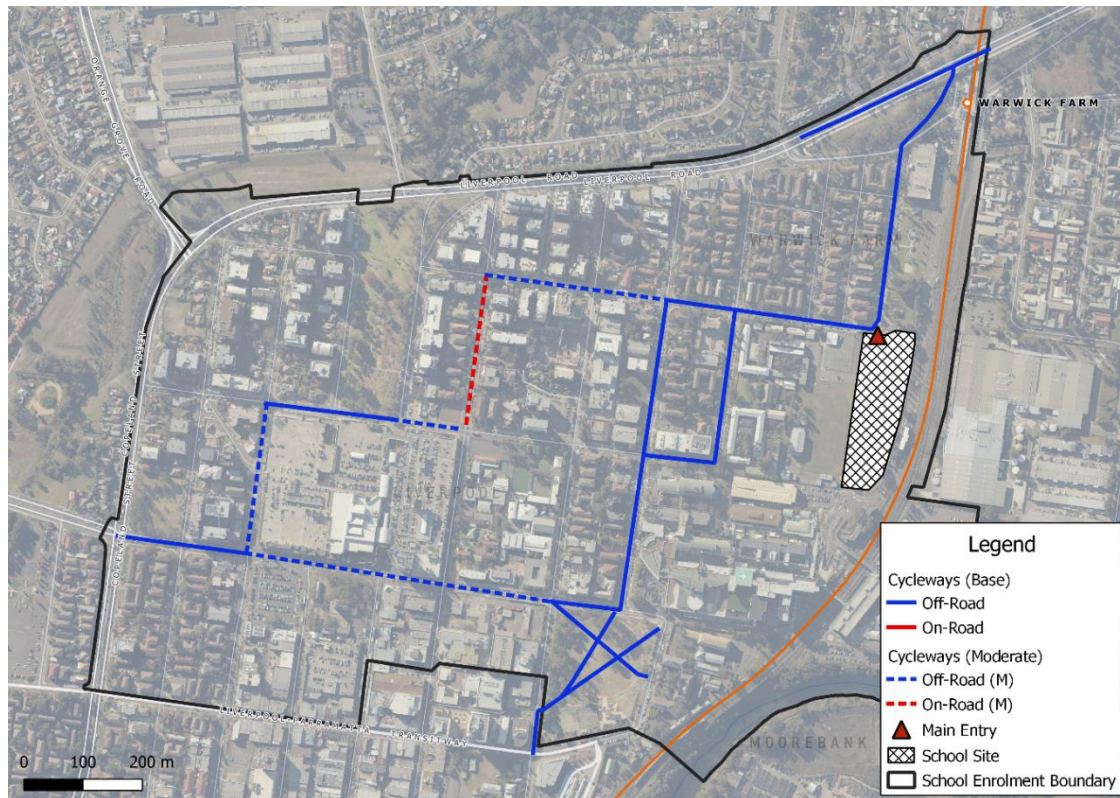 ORANGE GROVE ROAD
WARWICK FARM
LIVERPOOL ROAD
LIVERPOOL ROAD
WARWICK FARM
COPELAND STREET
COPELAND STREET
COPELAND STREET
LIVERPOOL
LIVERPOOL-PARRAMATTA TRANSITWAY
MOOREBANK
0 100 200 m
Legend
Cycleways (Base)
Off-Road
On-Road
Cycleways (Moderate)
Off-Road (M)
On-Road (M)
Main Entry
School Site
School Enrolment Boundary